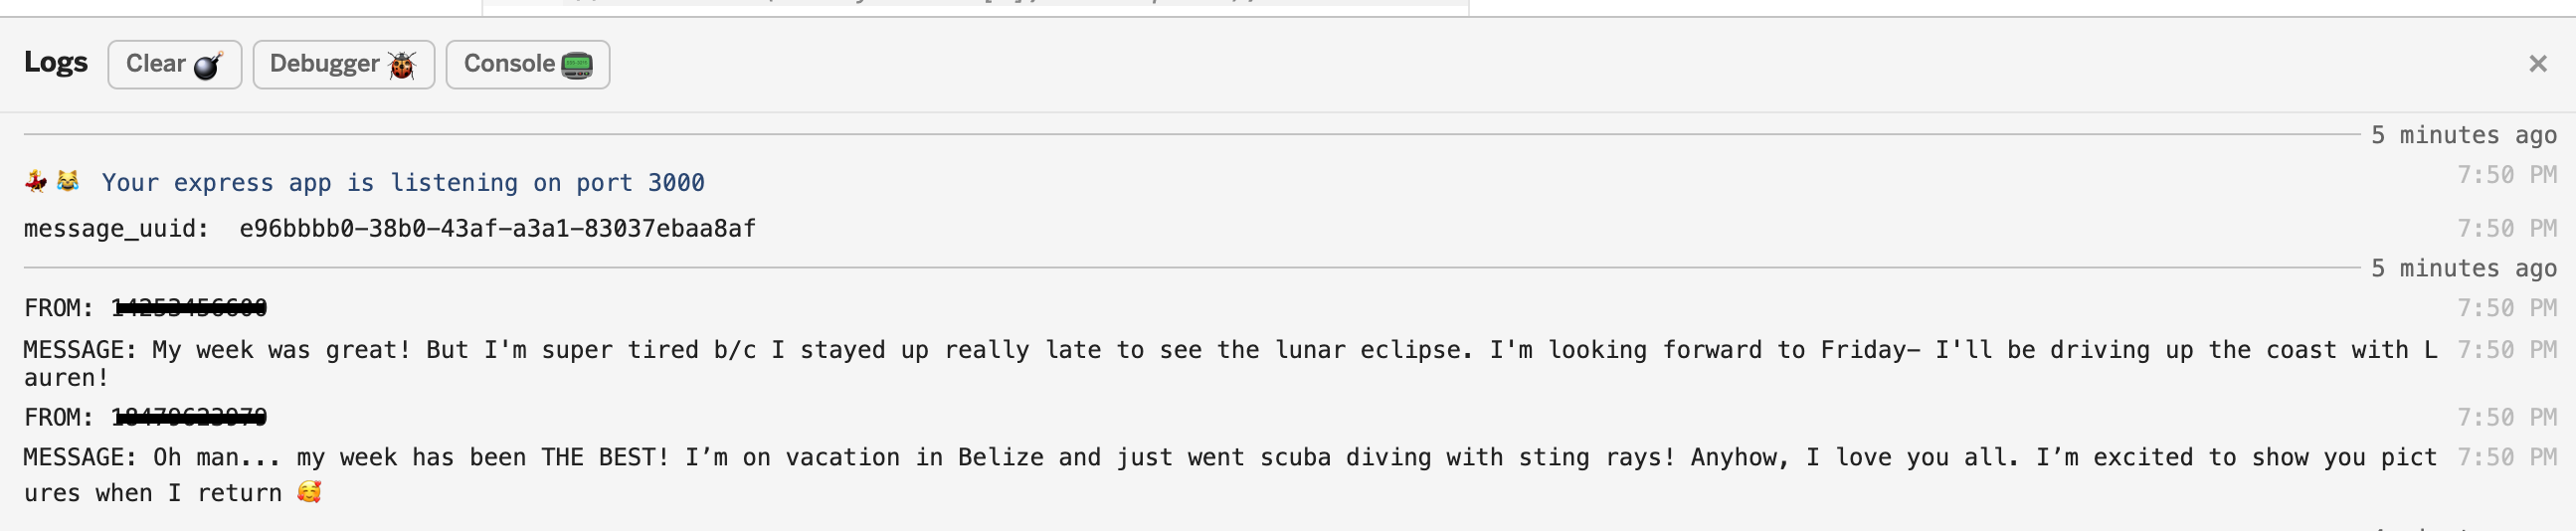 Logs Clear Debugger Console ×
5 minutes ago
Your express app is listening on port 3000 7:50 PM
message_uuid: e96bbbb0-38b0-43af-a3a1-83037ebaa8af 7:50 PM
5 minutes ago
FROM: 7:50 PM
MESSAGE: My week was great! But I'm super tired b/c I stayed up really late to see the lunar eclipse. I'm looking forward to Friday– I'll be driving up the coast with L 7:50 PM
auren!
FROM: 7:50 PM
MESSAGE: Oh man... my week has been THE BEST! I’m on vacation in Belize and just went scuba diving with sting rays! Anyhow, I love you all. I’m excited to show you pict 7:50 PM
ures when I return 🥰